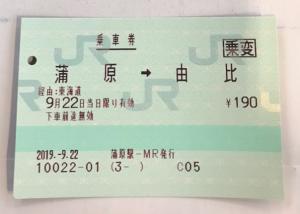 乗車券
乗変
蒲原 → 由比
経由:東海道
9月22日当日限り有効
¥190
下車前途無効
2019.-9.22 蒲原駅-MR発行
10022-01 (3- ) C05